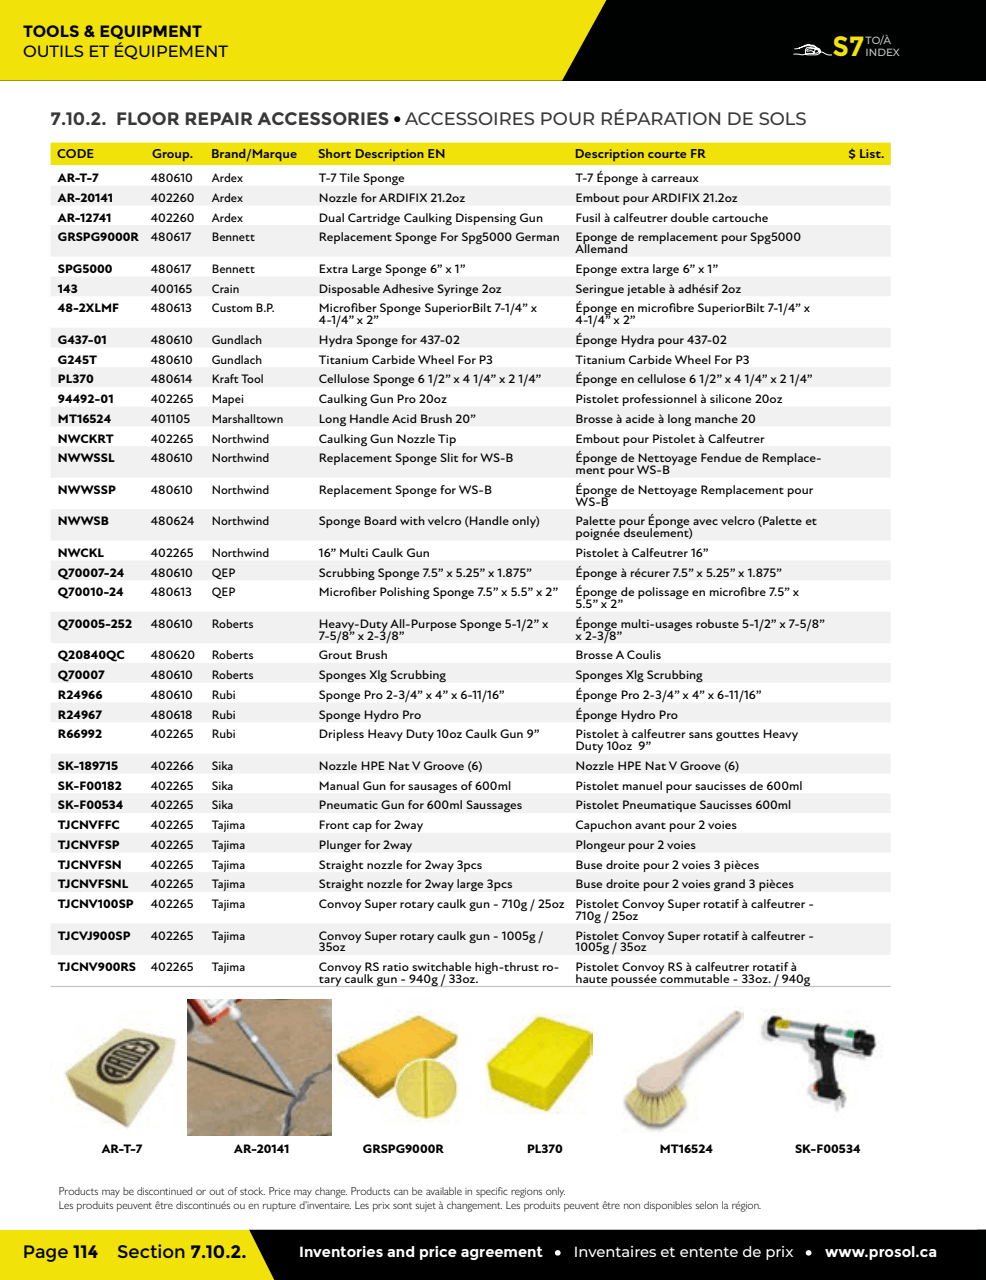 TOOLS & EQUIPMENT
OUTILS ET ÉQUIPEMENT
S7 TO/À INDEX
7.10.2. FLOOR REPAIR ACCESSORIES • ACCESSOIRES POUR RÉPARATION DE SOLS
CODE Group. Brand/Marque Short Description EN Description courte FR $ List.
AR-T-7 480610 Ardex T-7 Tile Sponge T-7 Éponge à carreaux
AR-20141 402260 Ardex Nozzle for ARDIFIX 21.2oz Embout pour ARDIFIX 21.2oz
AR-12741 402260 Ardex Dual Cartridge Caulking Dispensing Gun Fusil à calfeutrer double cartouche
GRSPG9000R 480617 Bennett Replacement Sponge For Spg5000 German Eponge de remplacement pour Spg5000
Allemand
SPG5000 480617 Bennett Extra Large Sponge 6” x 1” Eponge extra large 6” x 1”
143 400165 Crain Disposable Adhesive Syringe 2oz Seringue jetable à adhésif 2oz
48-2XLMF 480613 Custom B.P. Microfiber Sponge SuperiorBilt 7-1/4” x Éponge en microfibre SuperiorBilt 7-1/4” x
4-1/4” x 2” 4-1/4” x 2”
G437-01 480610 Gundlach Hydra Sponge for 437-02 Éponge Hydra pour 437-02
G245T 480610 Gundlach Titanium Carbide Wheel For P3 Titanium Carbide Wheel For P3
PL370 480614 Kraft Tool Cellulose Sponge 6 1/2” x 4 1/4” x 2 1/4” Éponge en cellulose 6 1/2” x 4 1/4” x 2 1/4”
94492-01 402265 Mapei Caulking Gun Pro 20oz Pistolet professionnel à silicone 20oz
MT16524 401105 Marshalltown Long Handle Acid Brush 20” Brosse à acide à long manche 20
NWCKRT 402265 Northwind Caulking Gun Nozzle Tip Embout pour Pistolet à Calfeutrer
NWWSSL 480610 Northwind Replacement Sponge Slit for WS-B Éponge de Nettoyage Fendue de Remplace-
ment pour WS-B
NWWSSP 480610 Northwind Replacement Sponge for WS-B Éponge de Nettoyage Remplacement pour
WS-B
NWWSB 480624 Northwind Sponge Board with velcro (Handle only) Palette pour Éponge avec velcro (Palette et
poignée dseulement)
NWCKL 402265 Northwind 16” Multi Caulk Gun Pistolet à Calfeutrer 16”
Q70007-24 480610 QEP Scrubbing Sponge 7.5” x 5.25” x 1.875” Éponge à récurer 7.5” x 5.25” x 1.875”
Q70010-24 480613 QEP Microfiber Polishing Sponge 7.5” x 5.5” x 2” Éponge de polissage en microfibre 7.5” x
5.5” x 2”
Q70005-252 480610 Roberts Heavy-Duty All-Purpose Sponge 5-1/2” x Éponge multi-usages robuste 5-1/2” x 7-5/8”
7-5/8” x 2-3/8” x 2-3/8”
Q20840QC 480620 Roberts Grout Brush Brosse A Coulis
Q70007 480610 Roberts Sponges Xlg Scrubbing Sponges Xlg Scrubbing
R24966 480610 Rubi Sponge Pro 2-3/4” x 4” x 6-11/16” Éponge Pro 2-3/4” x 4” x 6-11/16”
R24967 480618 Rubi Sponge Hydro Pro Éponge Hydro Pro
R66992 402265 Rubi Dripless Heavy Duty 10oz Caulk Gun 9” Pistolet à calfeutrer sans gouttes Heavy
Duty 10oz 9”
SK-189715 402266 Sika Nozzle HPE Nat V Groove (6) Nozzle HPE Nat V Groove (6)
SK-F00182 402265 Sika Manual Gun for sausages of 600ml Pistolet manuel pour saucisses de 600ml
SK-F00534 402265 Sika Pneumatic Gun for 600ml Saussages Pistolet Pneumatique Saucisses 600ml
TJCNVFFC 402265 Tajima Front cap for 2way Capuchon avant pour 2 voies
TJCNVFSP 402265 Tajima Plunger for 2way Plongeur pour 2 voies
TJCNVFSN 402265 Tajima Straight nozzle for 2way 3pcs Buse droite pour 2 voies 3 pièces
TJCNVFSNL 402265 Tajima Straight nozzle for 2way large 3pcs Buse droite pour 2 voies grand 3 pièces
TJCNV100SP 402265 Tajima Convoy Super rotary caulk gun - 710g / 25oz Pistolet Convoy Super rotatif à calfeutrer -
710g / 25oz
TJCVJ900SP 402265 Tajima Convoy Super rotary caulk gun - 1005g / Pistolet Convoy Super rotatif à calfeutrer -
35oz 1005g / 35oz
TJCNV900RS 402265 Tajima Convoy RS ratio switchable high-thrust ro- Pistolet Convoy RS à calfeutrer rotatif à
tary caulk gun - 940g / 33oz. haute poussée commutable - 33oz. / 940g
ARDEX
AR-T-7 AR-20141 GRSPG9000R PL370 MT16524 SK-F00534
Products may be discontinued or out of stock. Price may change. Products can be available in specific regions only.
Les produits peuvent être discontinués ou en rupture d’inventaire. Les prix sont sujet à changement. Les produits peuvent être non disponibles selon la région.
Page 114 Section 7.10.2. Inventories and price agreement • Inventaires et entente de prix • www.prosol.ca